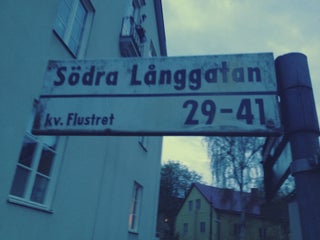 Södra Långgatan
kv. Flustret 29-41